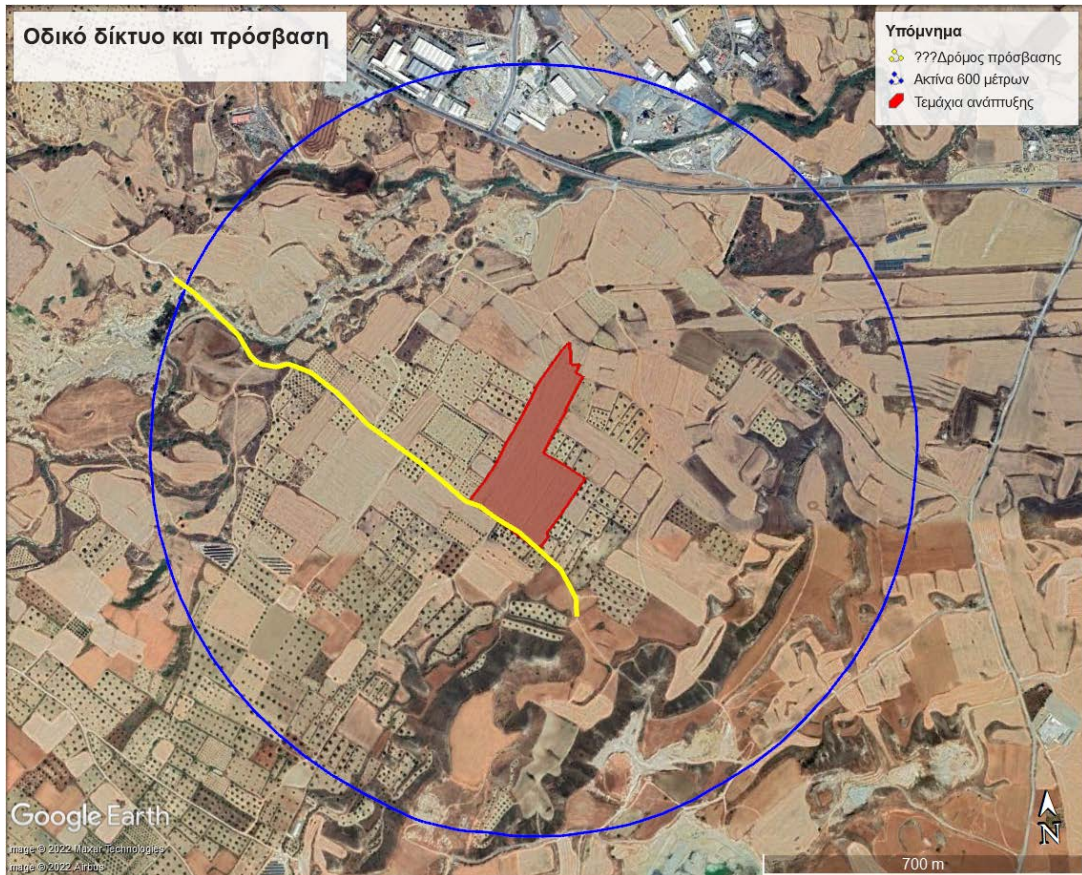 Οδικό δίκτυο και πρόσβαση
Υπόμνημα
???Δρόμος πρόσβασης
Ακτίνα 600 μέτρων
Τεμάχια ανάπτυξης
Google Earth
mage © 2022 Maxar Technologies
mage © 2022 Airbus
N
700 m